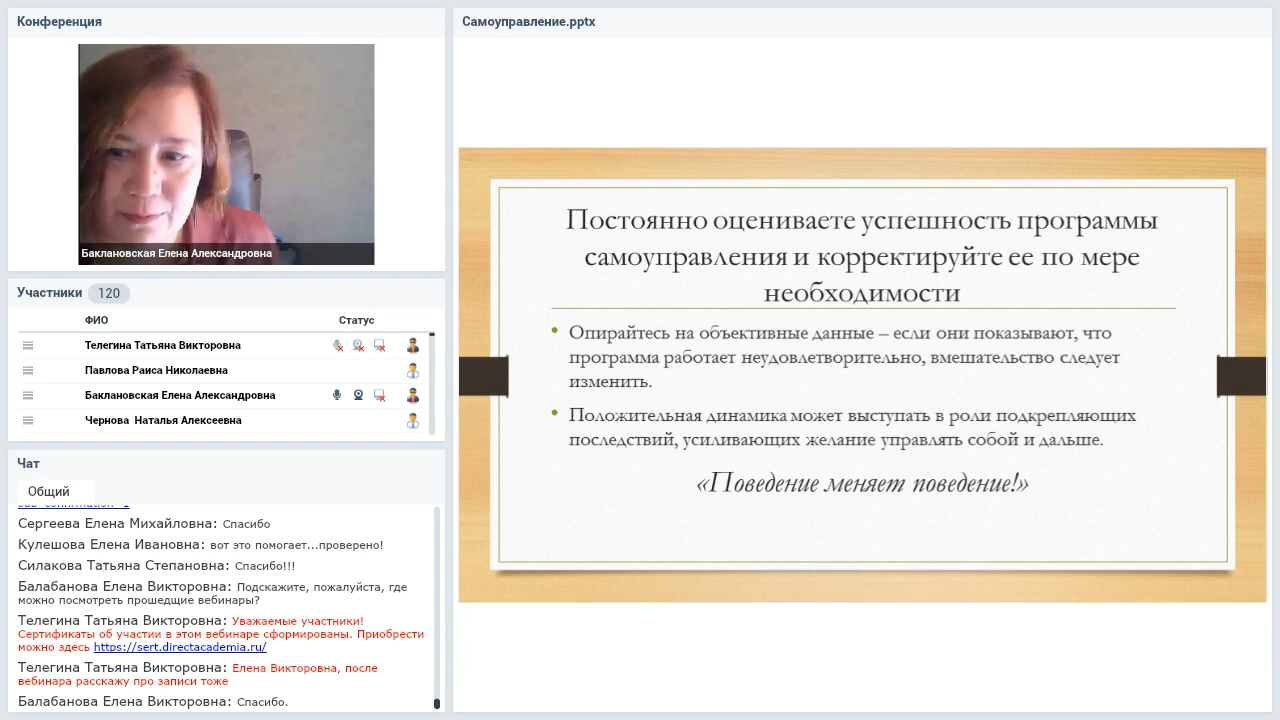 Конференция
Баклановская Елена Александровна
Участники 120
ФИО Статус
Телегина Татьяна Викторовна
Павлова Раиса Николаевна
Баклановская Елена Александровна
Чернова Наталья Алексеевна
Чат
Общий
Сергеева Елена Михайловна: Спасибо
Кулешова Елена Ивановна: вот это помогает...проверено!
Силакова Татьяна Степановна: Спасибо!!!
Балабанова Елена Викторовна: Подскажите, пожалуйста, где
можно посмотреть прошедщие вебинары?
Телегина Татьяна Викторовна: Уважаемые участники!
Сертификаты об участии в этом вебинаре сформированы. Приобрести
можно здесь https://sert.directacademia.ru/
Телегина Татьяна Викторовна: Елена Викторовна, после
вебинара расскажу про записи тоже
Балабанова Елена Викторовна: Спасибо.
Самоуправление.pptx
Постоянно оцениваете успешность программы
самоуправления и корректируйте ее по мере
необходимости
• Опирайтесь на объективные данные – если они показывают, что
программа работает неудовлетворительно, вмешательство следует
изменить.
• Положительная динамика может выступать в роли подкрепляющих
последствий, усиливающих желание управлять собой и дальше.
«Поведение меняет поведение!»